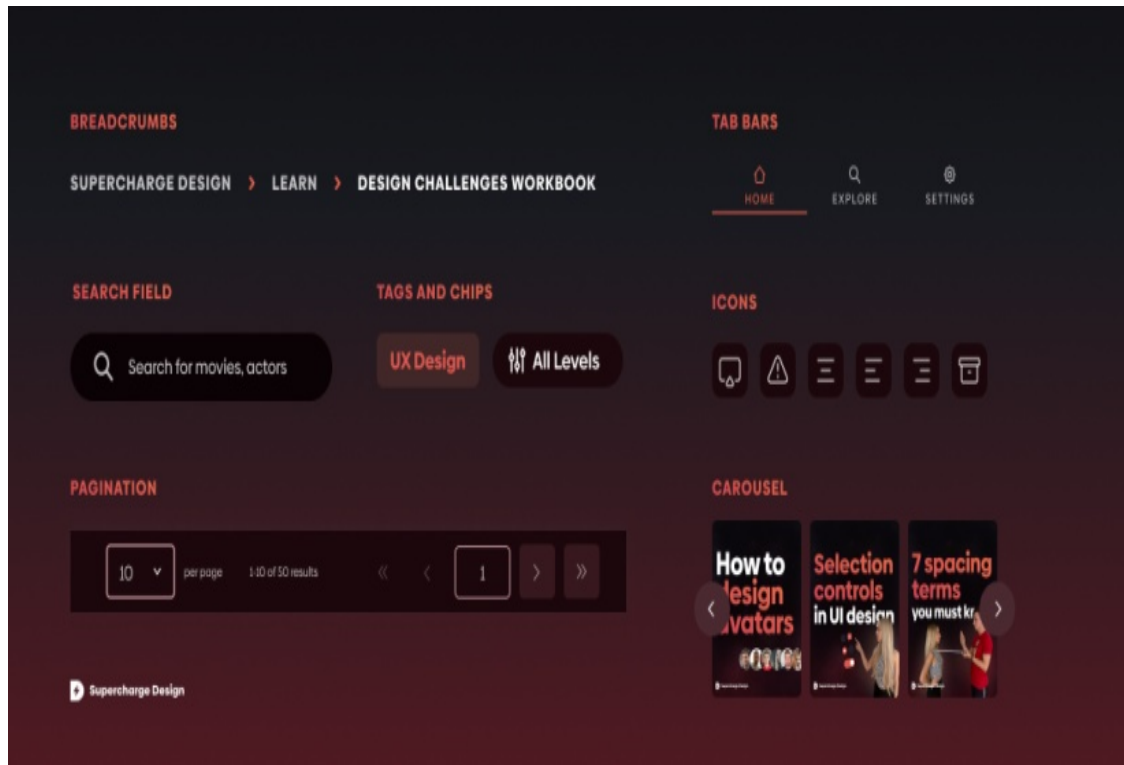 BREADCRUMBS
SUPERCHARGE DESIGN > LEARN > DESIGN CHALLENGES WORKBOOK
TAB BARS
HOME
EXPLORE
SETTINGS
SEARCH FIELD
Search for movies, actors
TAGS AND CHIPS
UX Design
All Levels
ICONS
PAGINATION
10
per page
1-10 of 50 results
« <
1
> »
CAROUSEL
How to
design
avatars
Selection
controls
in UI design
7 spacing
terms
you must kr
Supercharge Design